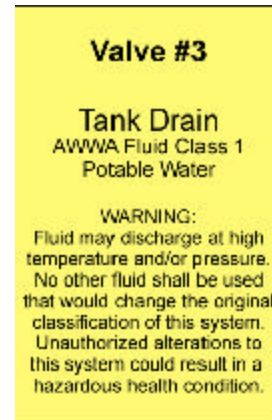 Valve #3
Tank Drain
AWWA Fluid Class 1
Potable Water
WARNING:
Fluid may discharge at high
temperature and/or pressure.
No other fluid shall be used
that would change the original
classification of this system.
Unauthorized alterations to
this system could result in a
hazardous health condition.